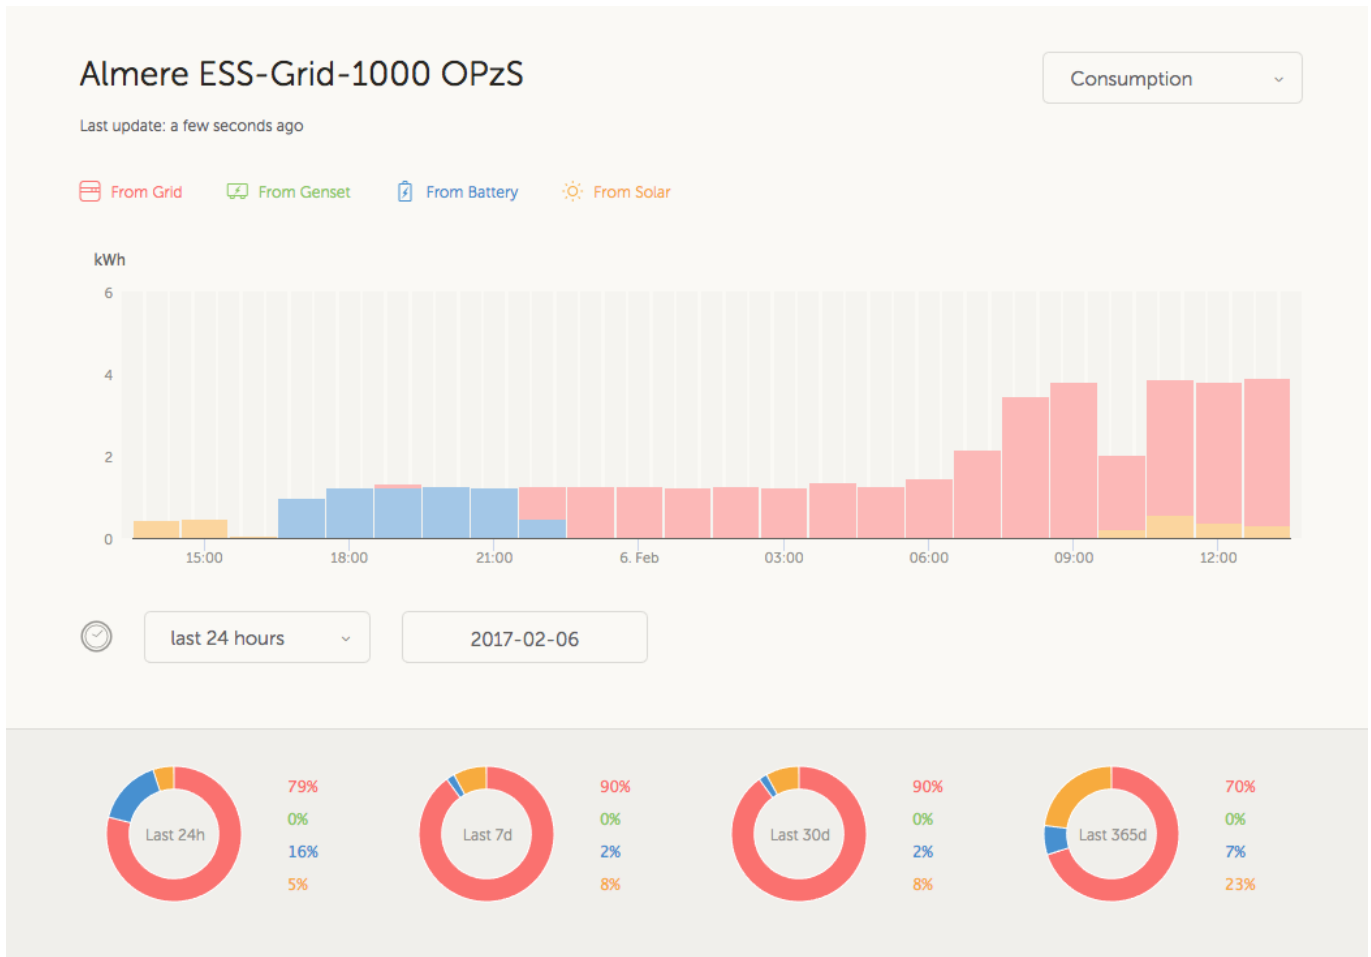 Almere ESS-Grid-1000 OPzS
Consumption
Last update: a few seconds ago
From Grid From Genset From Battery From Solar
kWh
6
4
2
0
15:00 18:00 21:00 6. Feb 03:00 06:00 09:00 12:00
last 24 hours 2017-02-06
Last 24h
79%
0%
16%
5%
Last 7d
90%
0%
2%
8%
Last 30d
90%
0%
2%
8%
Last 365d
70%
0%
7%
23%